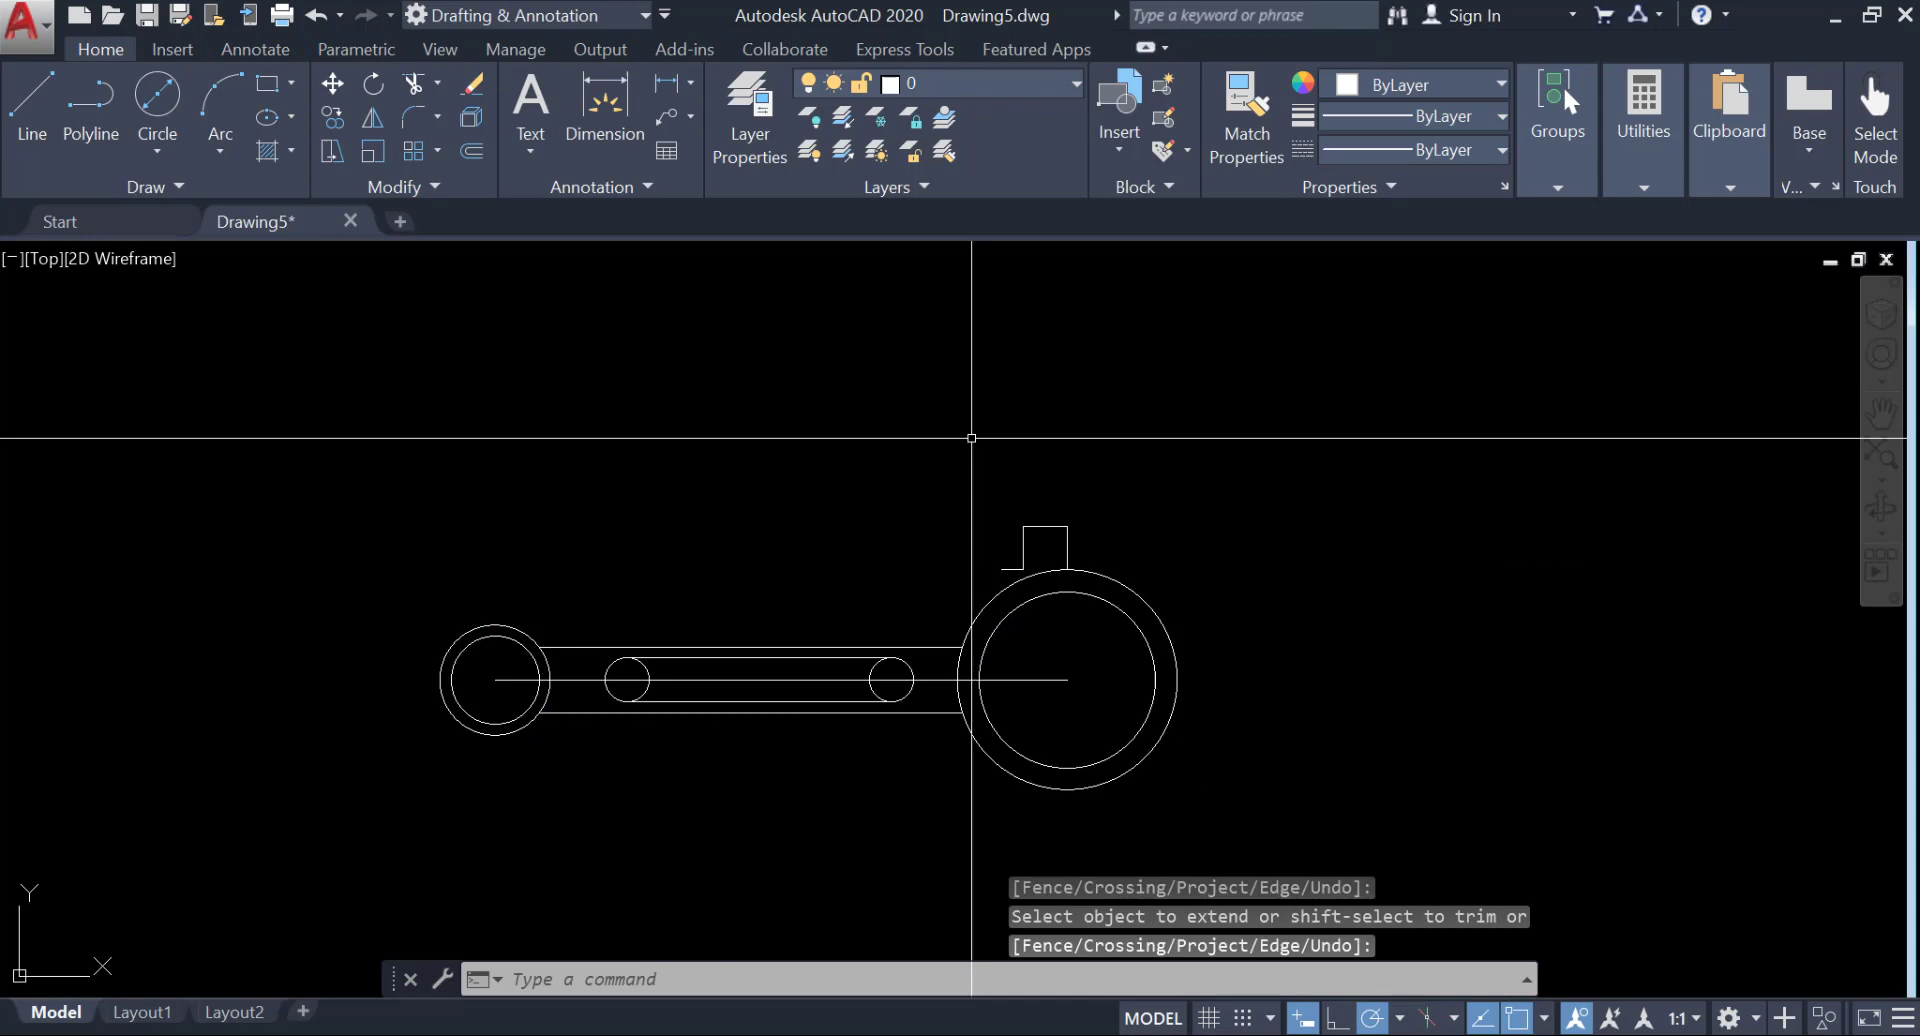 Drafting & Annotation
Autodesk AutoCAD 2020 Drawing5.dwg
Type a keyword or phrase
Sign In
Home Insert Annotate Parametric View Manage Output Add-ins Collaborate Express Tools Featured Apps
Line Polyline Circle Arc
Draw
Modify
Text Dimension
Annotation
Layer
Properties
0
Layers
Insert
Block
Match
Properties
ByLayer
ByLayer
ByLayer
Properties
Groups
Utilities
Clipboard
Base
V...
Select
Mode
Touch
Start Drawing5*
[−][Top][2D Wireframe]
[Fence/Crossing/Project/Edge/Undo]:
Select object to extend or shift-select to trim or
[Fence/Crossing/Project/Edge/Undo]:
Y
X
Type a command
Model Layout1 Layout2
MODEL
1:1